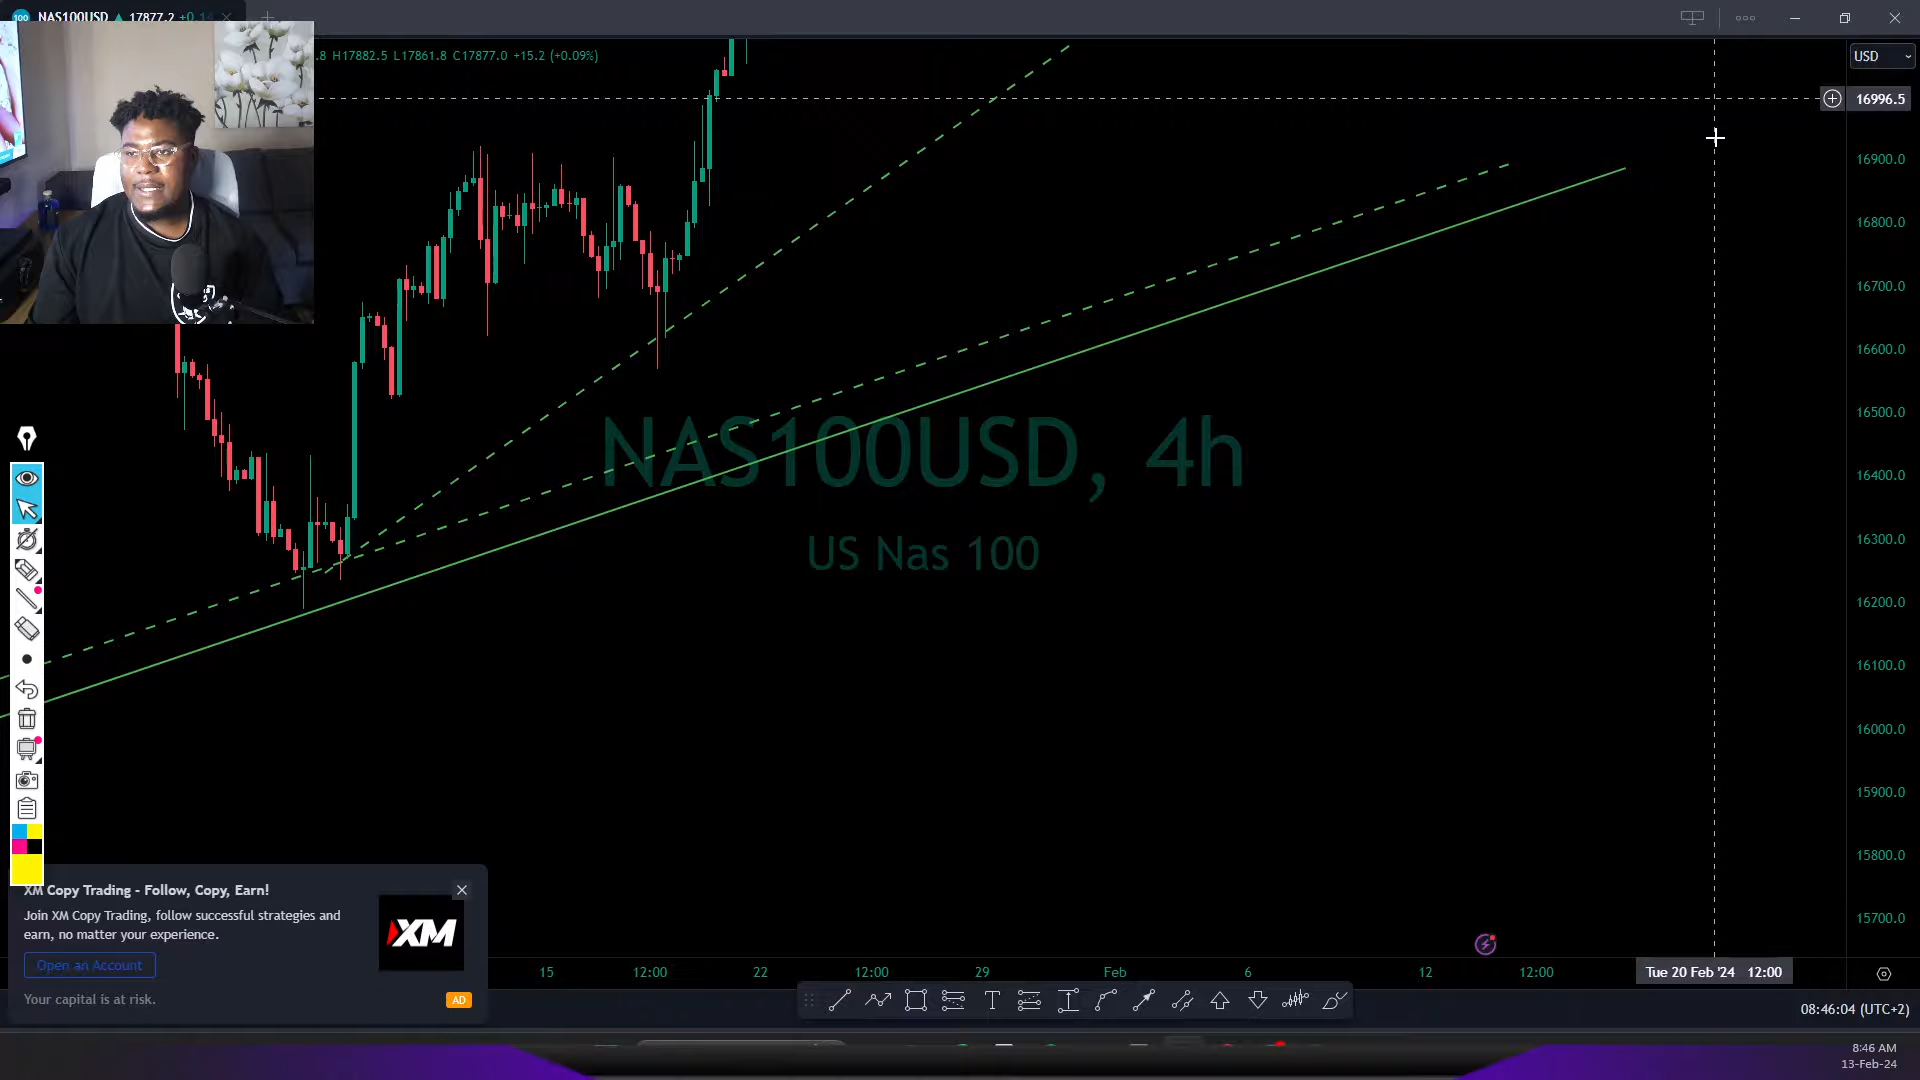 NAS100USD ▲ 17877.2 +0.14
.8 H17882.5 L17861.8 C17877.0 +15.2 (+0.09%)
USD
16996.5
16900.0
16800.0
16700.0
16600.0
16500.0
16400.0
16300.0
16200.0
16100.0
16000.0
15900.0
15800.0
15700.0
NAS100USD, 4h
US Nas 100
XM Copy Trading - Follow, Copy, Earn!
Join XM Copy Trading, follow successful strategies and
earn, no matter your experience.
Open an Account
Your capital is at risk.
AD
XM
15 12:00 22 12:00 29 Feb 6 12 12:00 Tue 20 Feb '24 12:00
08:46:04 (UTC+2)
8:46 AM
13-Feb-24